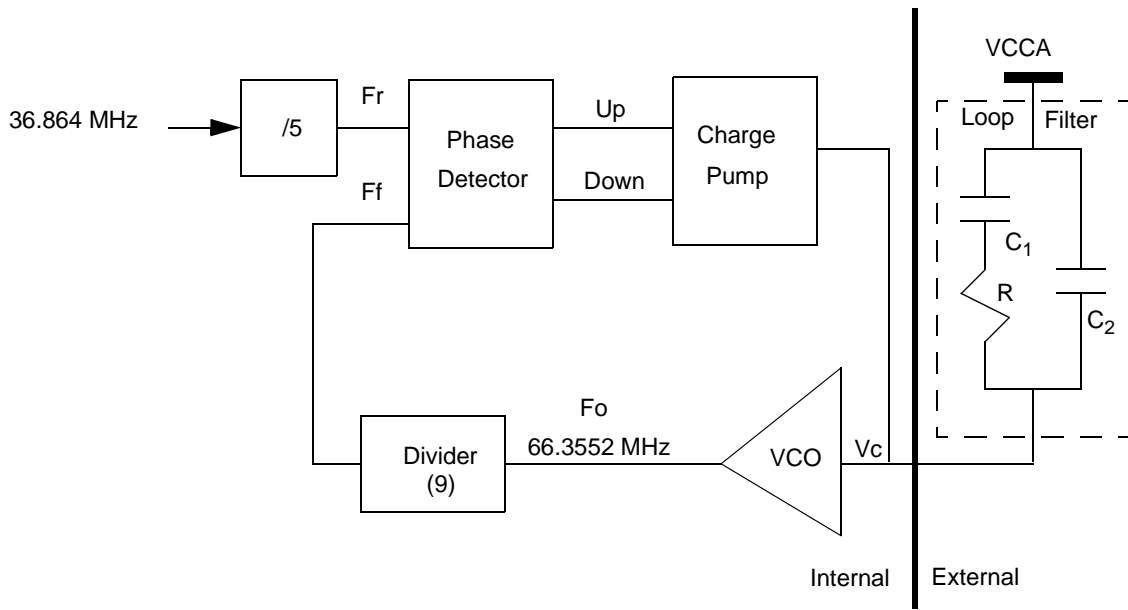 VCCA
36.864 MHz
/5
Fr
Ff
Phase
Detector
Up
Down
Charge
Pump
Loop Filter
C1
R
C2
Divider
(9)
Fo
66.3552 MHz
VCO
Vc
Internal
External